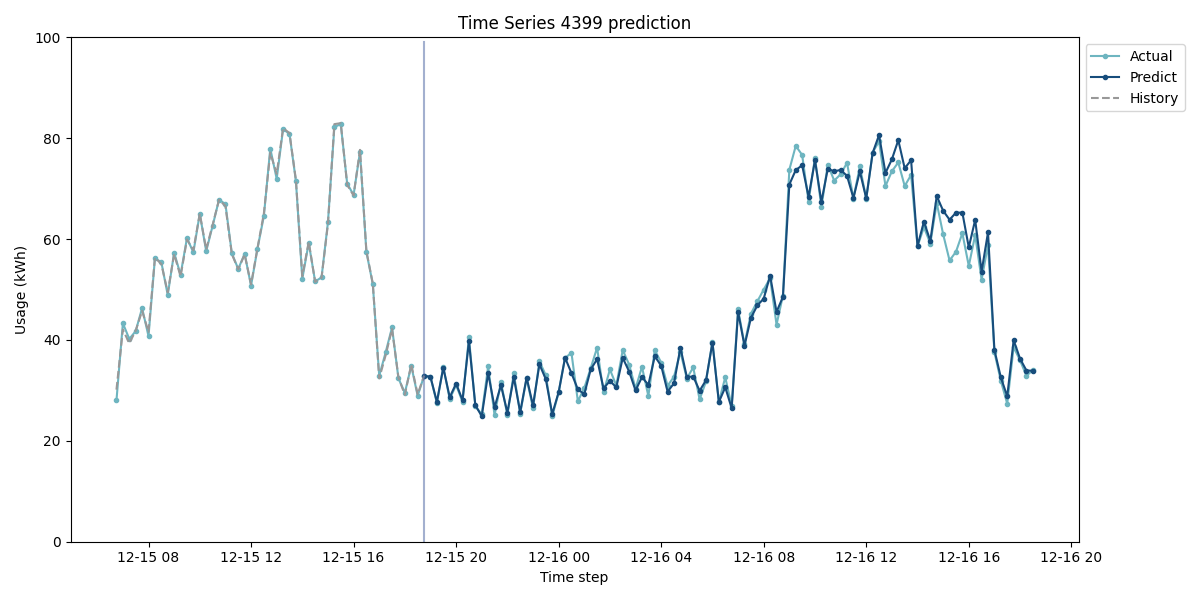 Time Series 4399 prediction
100
80
60
40
20
0
Usage (kWh)
12-15 08
12-15 12
12-15 16
12-15 20
12-16 00
12-16 04
12-16 08
12-16 12
12-16 16
12-16 20
Time step
Actual
Predict
History